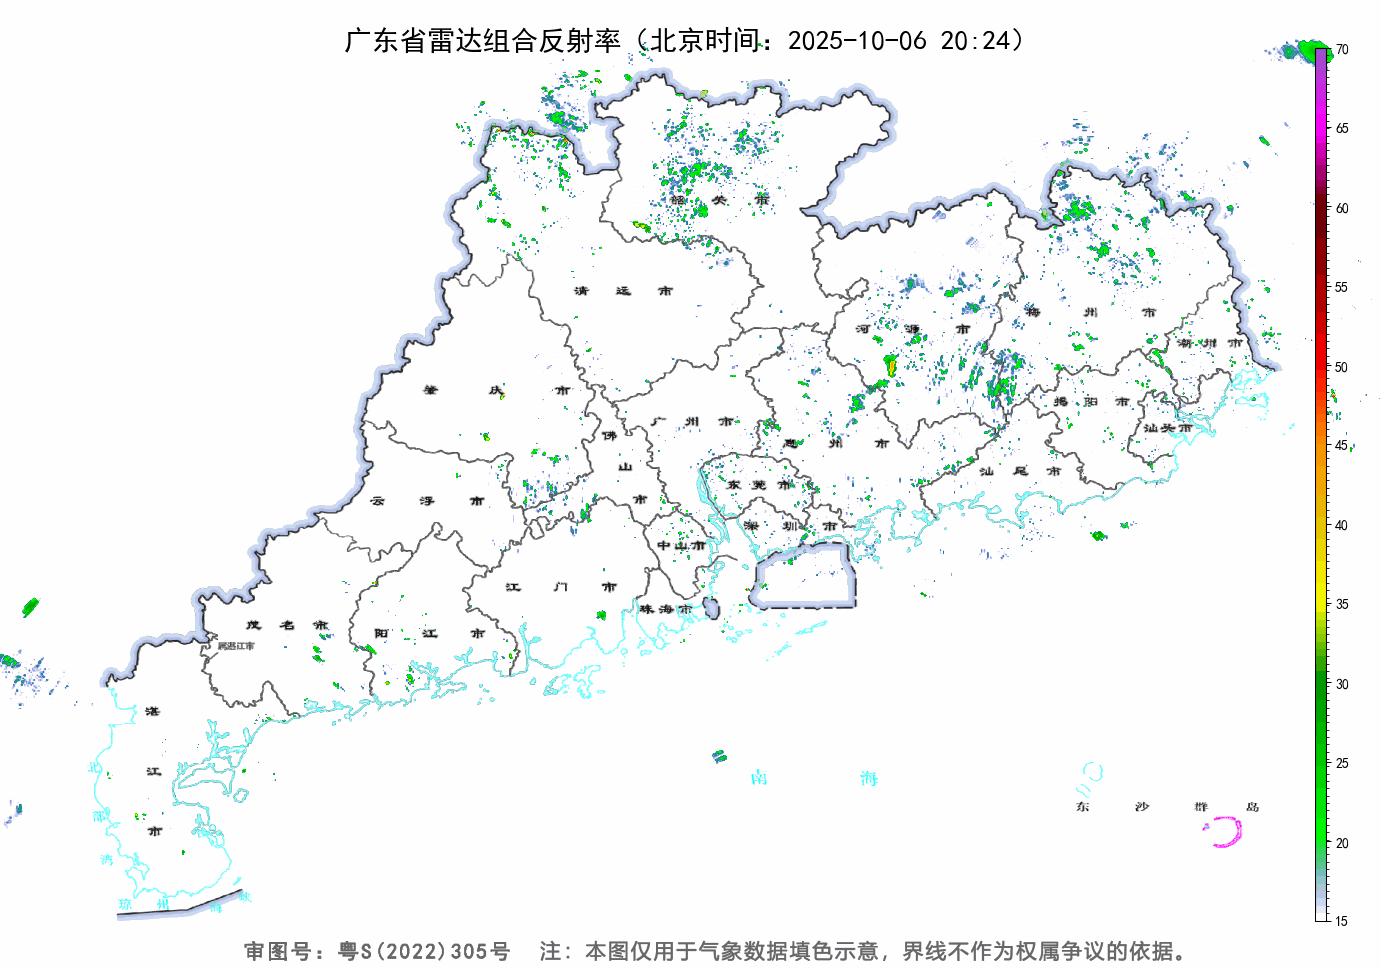 广东省雷达组合反射率（北京时间：2025-10-06 20:24）
70
65
60
55
50
45
40
35
30
25
20
15
韶关市
清远市
河源市
梅州市
潮州市
肇庆市
广州市
佛山市
惠州市
揭阳市
汕头市
汕尾市
云浮市
东莞市
深圳市
中山市
江门市
珠海市
茂名市
阳江市
属湛江市
湛江市
北部湾
南海
东沙群岛
琼州海峡
审图号：粤S(2022)305号 注：本图仅用于气象数据填色示意，界线不作为权属争议的依据。